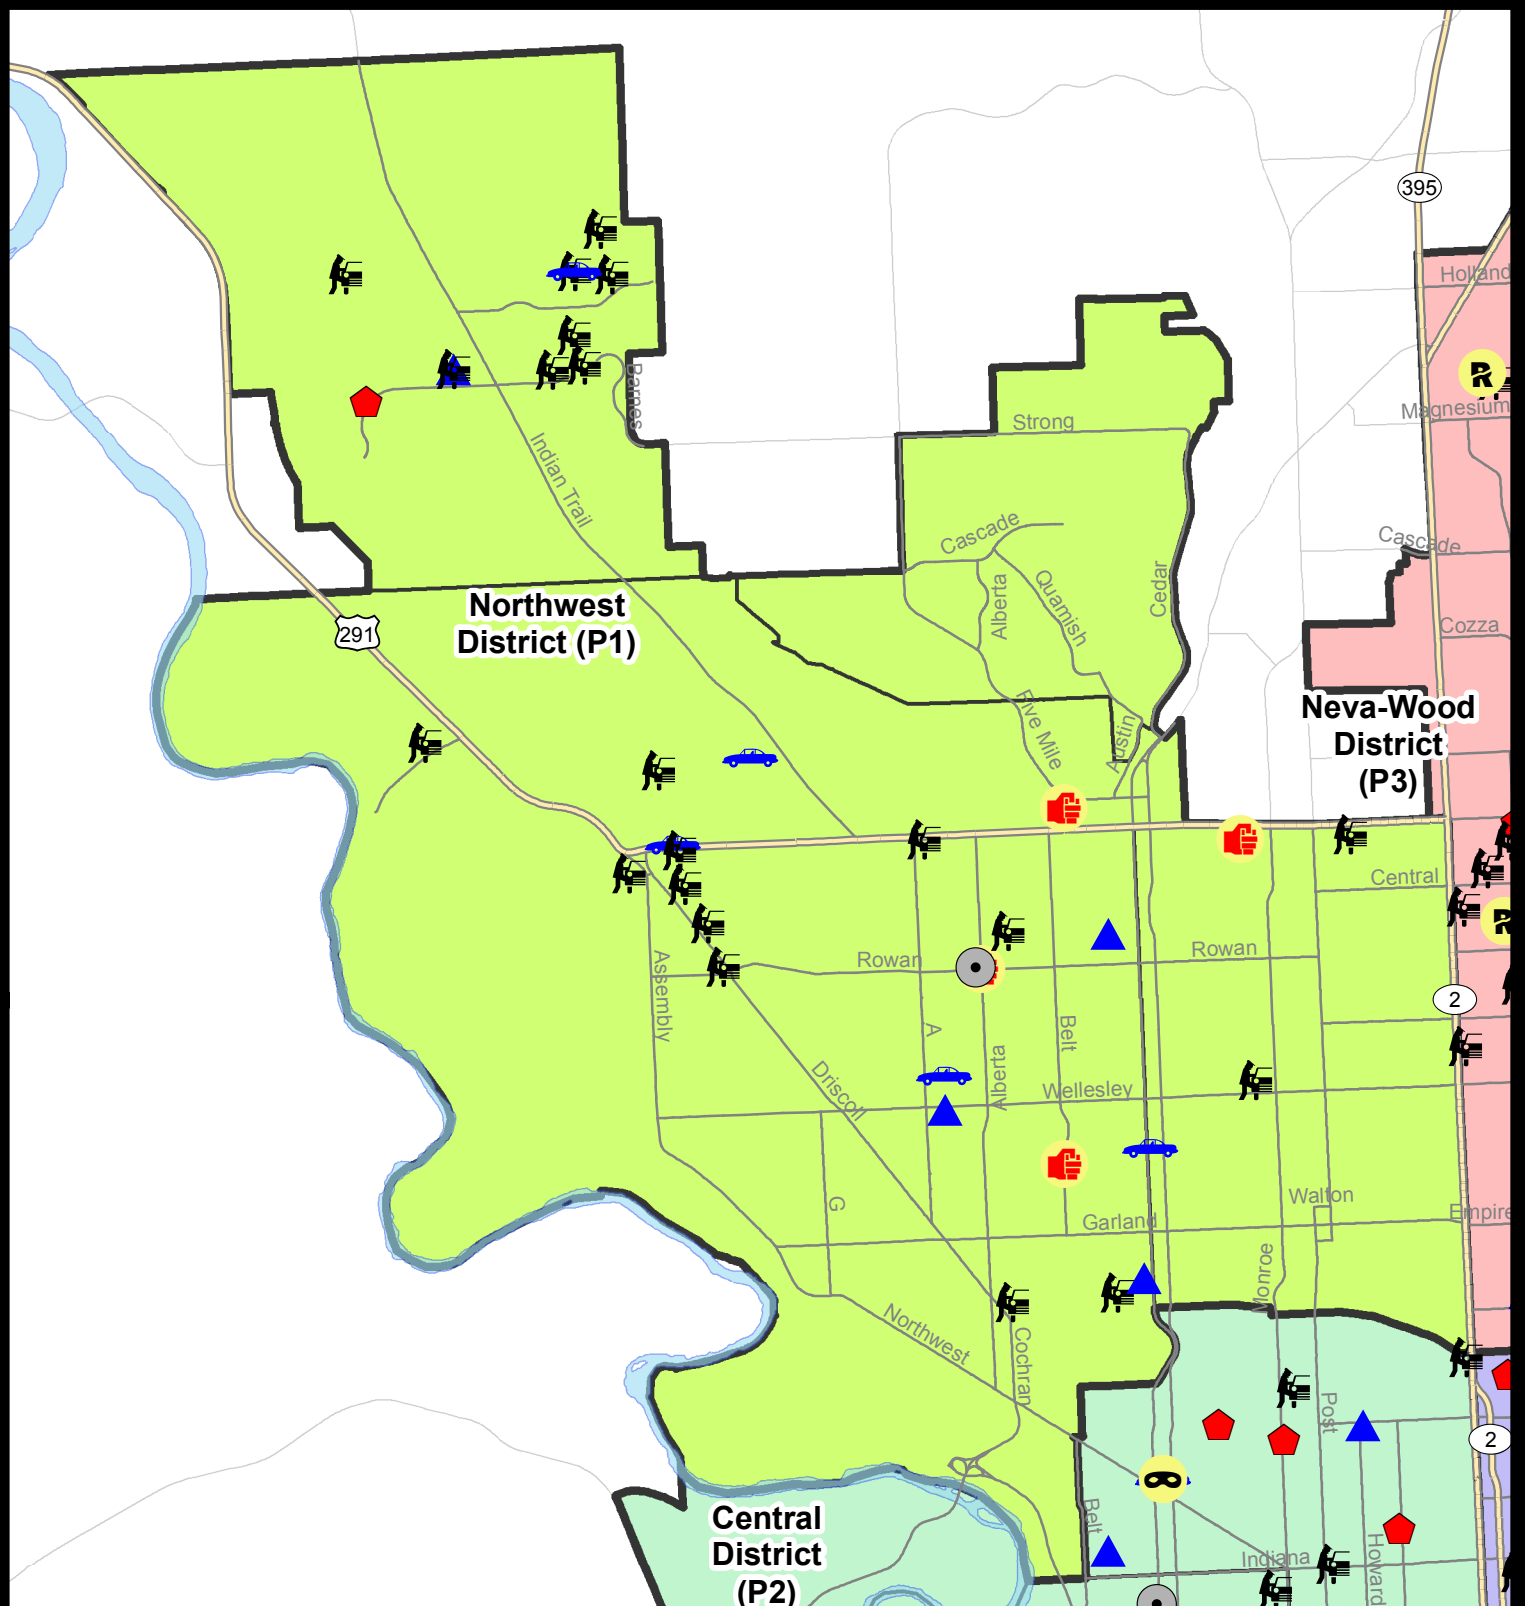 395
Holland
R
Magnesium
Barnes
Strong
Indian Trail
Cascade
Cascade
Alberta
Quamish
Cedar
Northwest
District (P1)
291
Cozza
Five Mile
Austin
Neva-Wood
District
(P3)
Central
R
Rowan
Rowan
Assembly
2
A
Belt
Alberta
Driscoll
Wellesley
G
Walton
Garland
Empire
Monroe
Northwest
Cochran
Post
2
Central
District
(P2)
Belt
Indiana
Howard